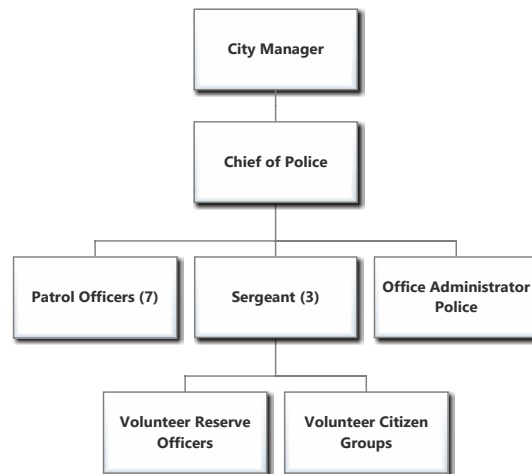 City Manager
Chief of Police
Patrol Officers (7)
Sergeant (3)
Office Administrator
Police
Volunteer Reserve
Officers
Volunteer Citizen
Groups